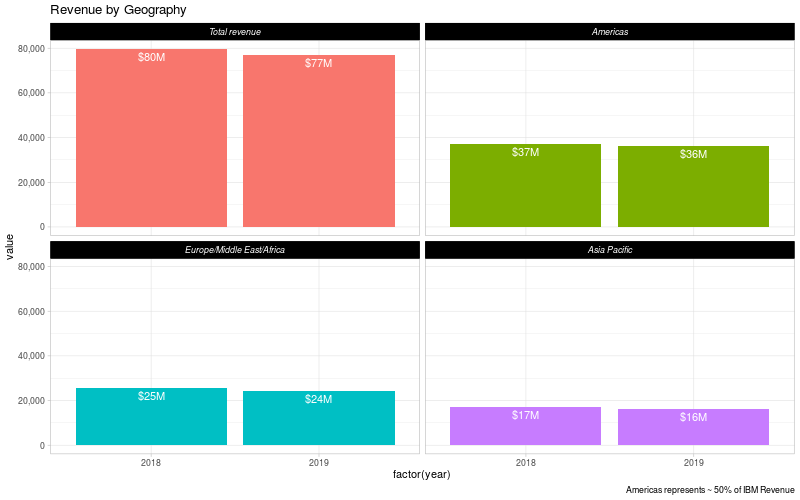 Revenue by Geography
Total revenue
Americas
80,000
60,000
40,000
20,000
0
$80M
$77M
$37M
$36M
value
Europe/Middle East/Africa
Asia Pacific
80,000
60,000
40,000
20,000
0
$25M
$24M
$17M
$16M
2018
2019
2018
2019
factor(year)
Americas represents ~ 50% of IBM Revenue